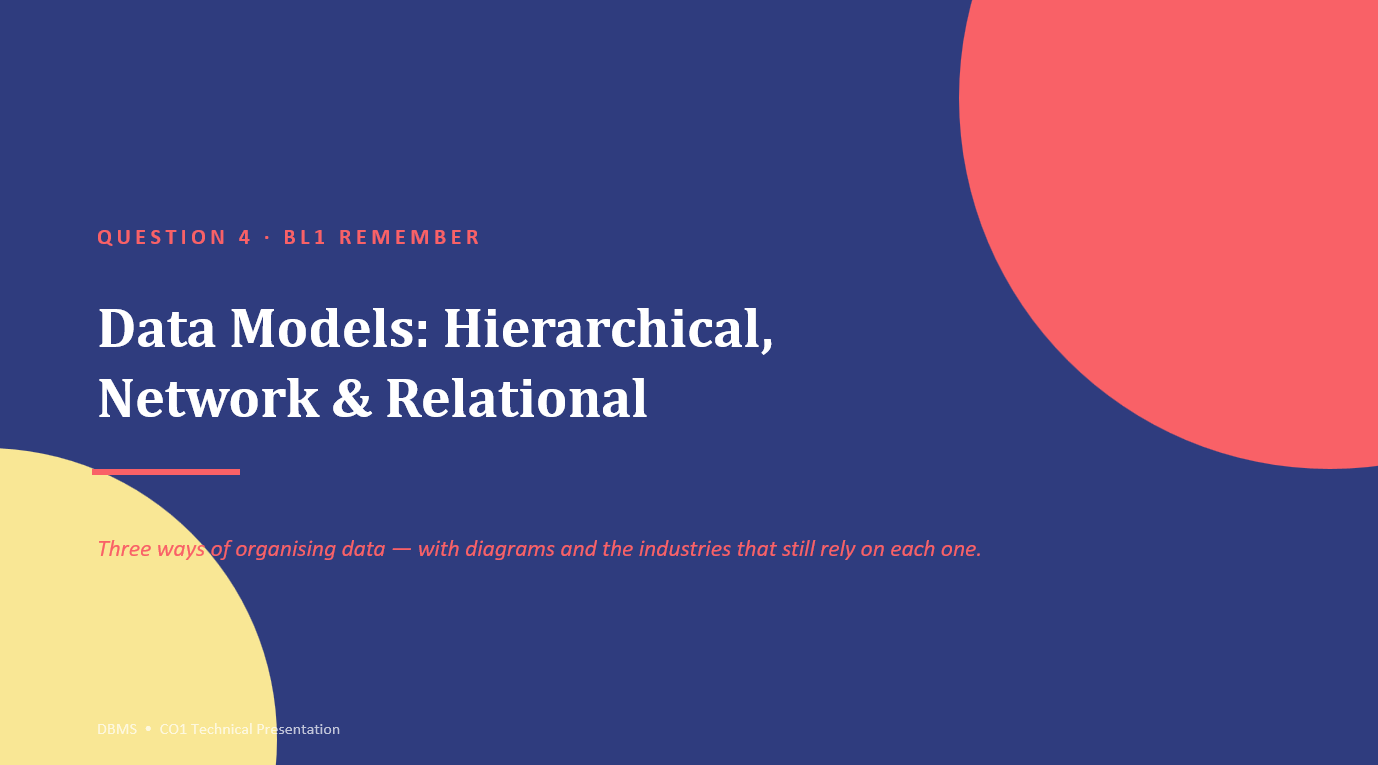 QUESTION 4 · BL1 REMEMBER
Data Models: Hierarchical,
Network & Relational
Three ways of organising data — with diagrams and the industries that still rely on each one.
DBMS • CO1 Technical Presentation